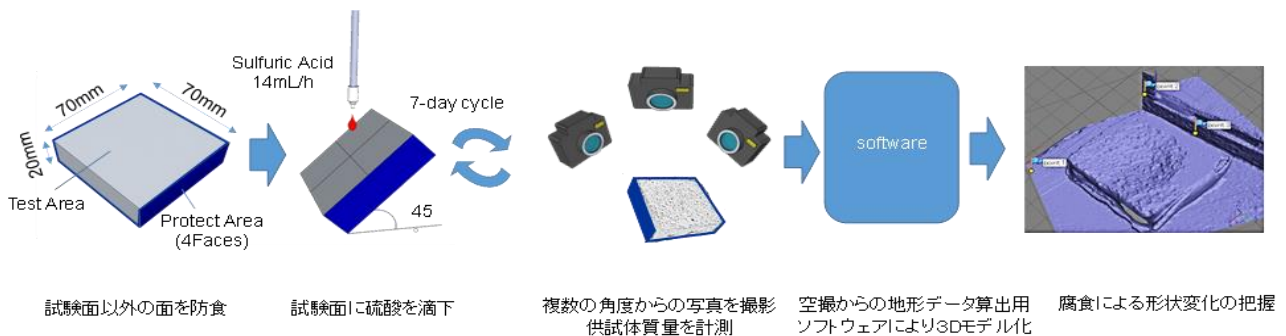 70mm
70mm
20mm
Test Area
Protect Area
(4Faces)
Sulfuric Acid
14mL/h
45
7-day cycle
software
試験面以外の面を防食
試験面に硫酸を滴下
複数の角度からの写真を撮影
供試体質量を計測
空撮からの地形データ算出用
ソフトウェアにより3Dモデル化
腐食による形状変化の把握